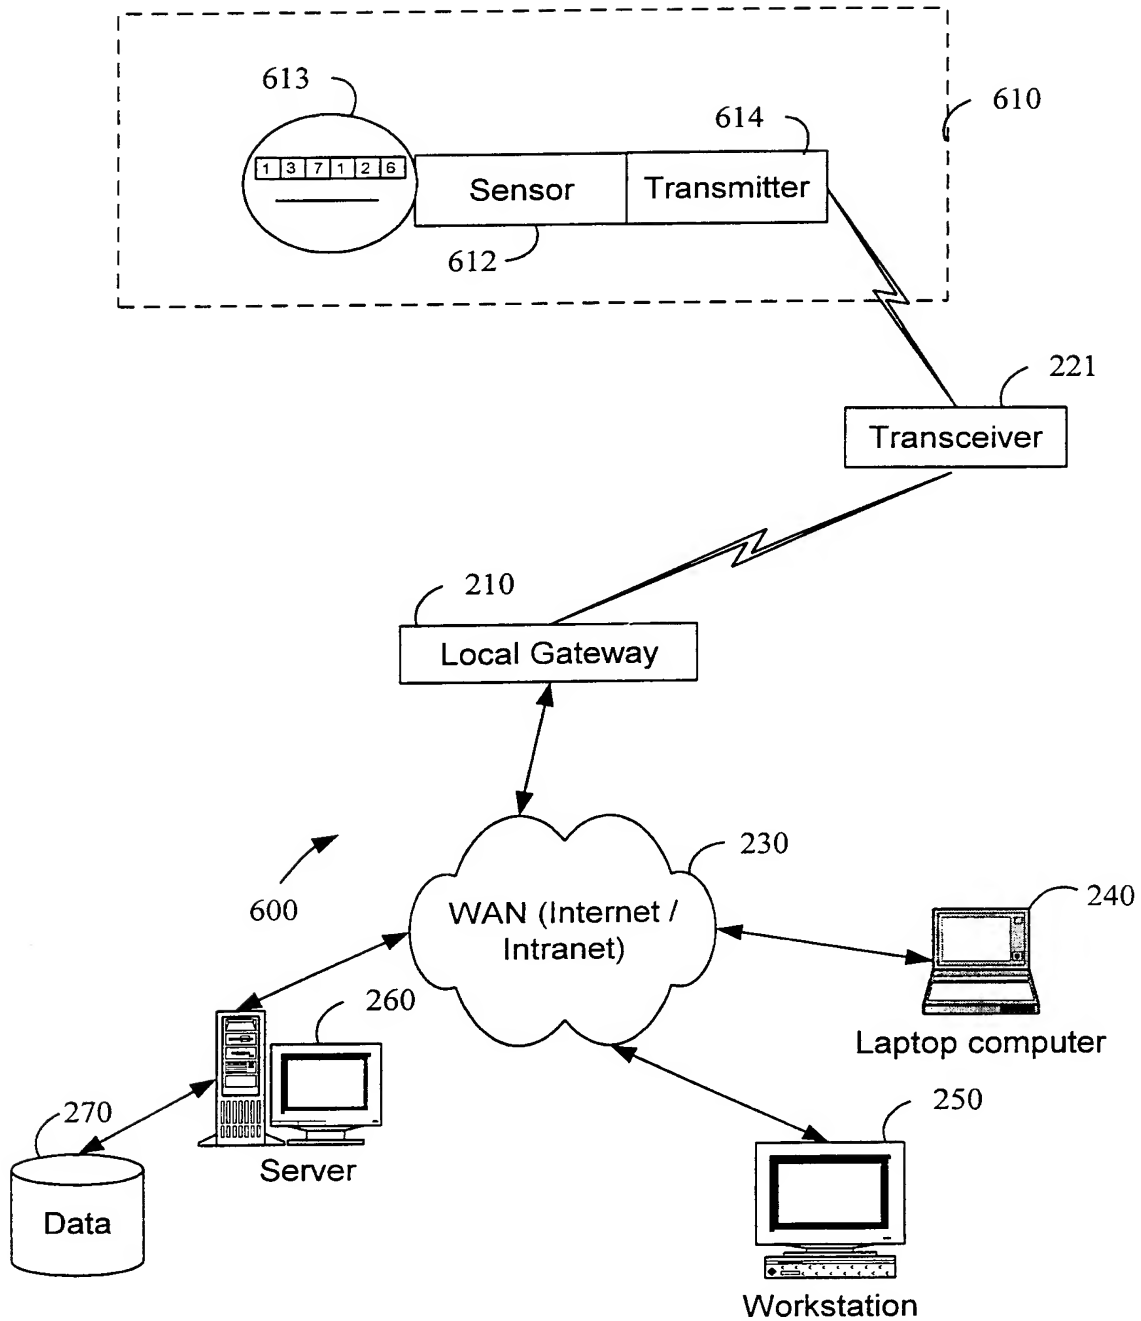 613
614
610
1 3 7 1 2 6
Sensor
Transmitter
612
221
Transceiver
210
Local Gateway
230
600
WAN (Internet /
Intranet)
240
260
Laptop computer
270
250
Server
Data
Workstation